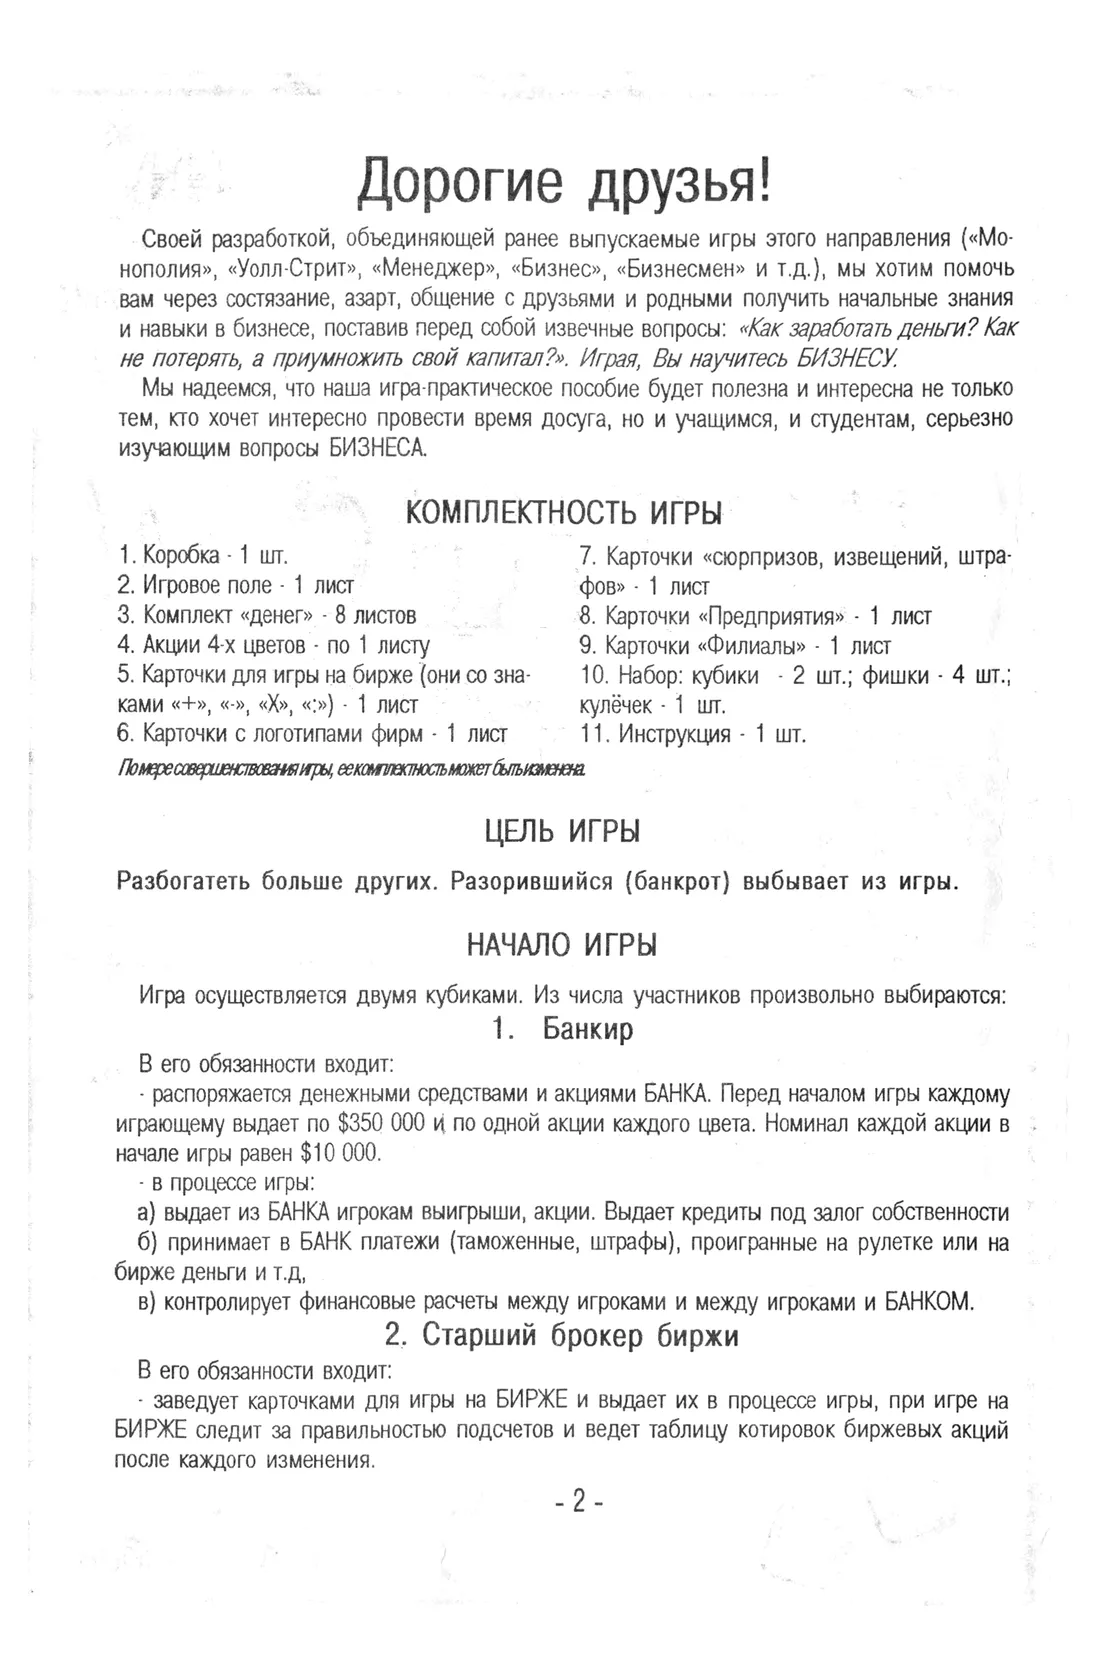 Дорогие друзья!
Своей разработкой, объединяющей ранее выпускаемые игры этого направления («Мо-
нополия», «Уолл-Стрит», «Менеджер», «Бизнес», «Бизнесмен» и т.д.), мы хотим помочь
вам через состязание, азарт, общение с друзьями и родными получить начальные знания
и навыки в бизнесе, поставив перед собой извечные вопросы: «Как заработать деньги? Как
не потерять, а приумножить свой капитал?». Играя, Вы научитесь БИЗНЕСУ.
Мы надеемся, что наша игра-практическое пособие будет полезна и интересна не только
тем, кто хочет интересно провести время досуга, но и учащимся, и студентам, серьезно
изучающим вопросы БИЗНЕСА.
КОМПЛЕКТНОСТЬ ИГРЫ
1. Коробка - 1 шт.
2. Игровое поле - 1 лист
3. Комплект «денег» - 8 листов
4. Акции 4-х цветов - по 1 листу
5. Карточки для игры на бирже (они со зна-
ками «+», «-», «X», «:») - 1 лист
6. Карточки с логотипами фирм - 1 лист
7. Карточки «сюрпризов, извещений, штра-
фов» - 1 лист
8. Карточки «Предприятия» - 1 лист
9. Карточки «Филиалы» - 1 лист
10. Набор: кубики - 2 шт.; фишки - 4 шт.;
кулёчек - 1 шт.
11. Инструкция - 1 шт.
По мере совершенствования игры, ее комплектность может быть изменена.
ЦЕЛЬ ИГРЫ
Разбогатеть больше других. Разорившийся (банкрот) выбывает из игры.
НАЧАЛО ИГРЫ
Игра осуществляется двумя кубиками. Из числа участников произвольно выбираются:
1. Банкир
В его обязанности входит:
- распоряжается денежными средствами и акциями БАНКА. Перед началом игры каждому
играющему выдает по $350 000 и по одной акции каждого цвета. Номинал каждой акции в
начале игры равен $10 000.
- в процессе игры:
а) выдает из БАНКА игрокам выигрыши, акции. Выдает кредиты под залог собственности
б) принимает в БАНК платежи (таможенные, штрафы), проигранные на рулетке или на
бирже деньги и т.д,
в) контролирует финансовые расчеты между игроками и между игроками и БАНКОМ.
2. Старший брокер биржи
В его обязанности входит:
- заведует карточками для игры на БИРЖЕ и выдает их в процессе игры, при игре на
БИРЖЕ следит за правильностью подсчетов и ведет таблицу котировок биржевых акций
после каждого изменения.
- 2 -